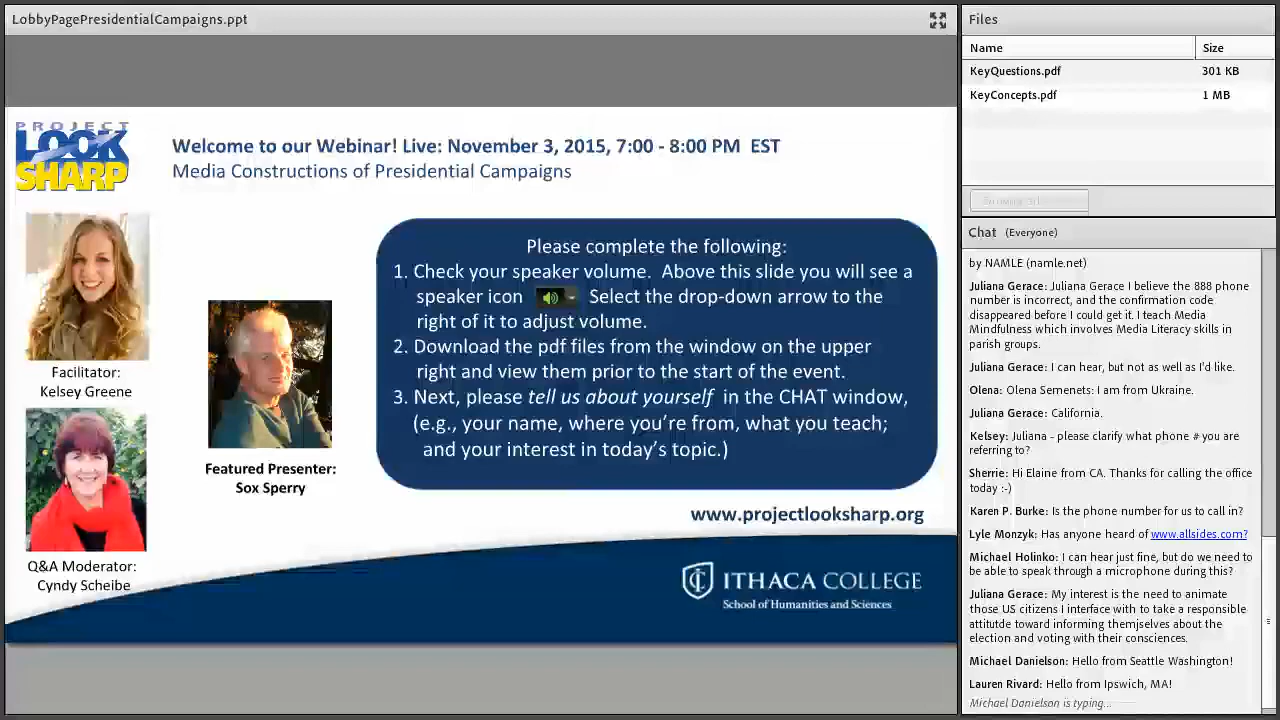 LobbyPagePresidentialCampaigns.ppt
PROJECT
LOOK
SHARP
Welcome to our Webinar! Live: November 3, 2015, 7:00 - 8:00 PM EST
Media Constructions of Presidential Campaigns
Facilitator:
Kelsey Greene
Featured Presenter:
Sox Sperry
Q&A Moderator:
Cyndy Scheibe
Please complete the following:
1. Check your speaker volume. Above this slide you will see a
speaker icon Select the drop-down arrow to the
right of it to adjust volume.
2. Download the pdf files from the window on the upper
right and view them prior to the start of the event.
3. Next, please tell us about yourself in the CHAT window,
(e.g., your name, where you're from, what you teach;
and your interest in today's topic.)
www.projectlooksharp.org
ITHACA COLLEGE
School of Humanities and Sciences
Files
Name Size
KeyQuestions.pdf 301 KB
KeyConcepts.pdf 1 MB
Chat (Everyone)
by NAMLE (namle.net)
Juliana Gerace: Juliana Gerace I believe the 888 phone
number is incorrect, and the confirmation code
disappeared before I could get it. I teach Media
Mindfulness which involves Media Literacy skills in
parish groups.
Juliana Gerace: I can hear, but not as well as I'd like.
Olena: Olena Semenets: I am from Ukraine.
Juliana Gerace: California.
Kelsey: Juliana - please clarify what phone # you are
referring to?
Sherrie: Hi Elaine from CA. Thanks for calling the office
today :-)
Karen P. Burke: Is the phone number for us to call in?
Lyle Monzyk: Has anyone heard of www.allsides.com?
Michael Holinko: I can hear just fine, but do we need to
be able to speak through a microphone during this?
Juliana Gerace: My interest is the need to animate
those US citizens I interface with to take a responsible
attitutde toward informing themjselves about the
election and voting with their consciences.
Michael Danielson: Hello from Seattle Washington!
Lauren Rivard: Hello from Ipswich, MA!
Michael Danielson is typing...